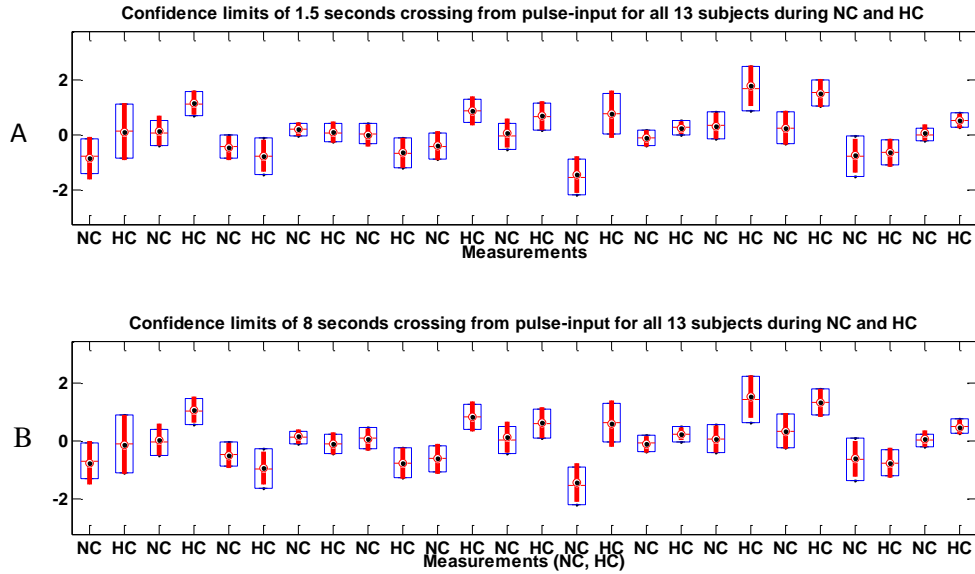 Confidence limits of 1.5 seconds crossing from pulse-input for all 13 subjects during NC and HC
A
2
0
-2
NC HC NC HC NC HC NC HC NC HC NC HC NC HC NC HC NC HC NC HC NC HC NC HC NC HC
Measurements
Confidence limits of 8 seconds crossing from pulse-input for all 13 subjects during NC and HC
B
2
0
-2
NC HC NC HC NC HC NC HC NC HC NC HC NC HC NC HC NC HC NC HC NC HC NC HC NC HC
Measurements (NC, HC)